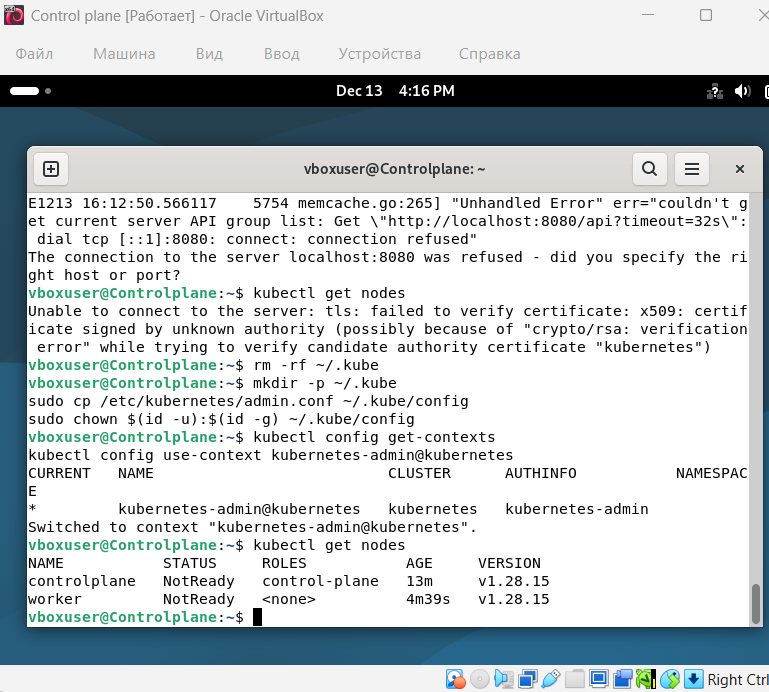 Control plane [Работает] - Oracle VirtualBox
Файл Машина Вид Ввод Устройства Справка
Dec 13 4:16 PM
vboxuser@Controlplane: ~
E1213 16:12:50.566117    5754 memcache.go:265] "Unhandled Error" err="couldn't g
et current server API group list: Get \"http://localhost:8080/api?timeout=32s\":
 dial tcp [::1]:8080: connect: connection refused"
The connection to the server localhost:8080 was refused - did you specify the ri
ght host or port?
vboxuser@Controlplane:~$ kubectl get nodes
Unable to connect to the server: tls: failed to verify certificate: x509: certif
icate signed by unknown authority (possibly because of "crypto/rsa: verification
 error" while trying to verify candidate authority certificate "kubernetes")
vboxuser@Controlplane:~$ rm -rf ~/.kube
vboxuser@Controlplane:~$ mkdir -p ~/.kube
sudo cp /etc/kubernetes/admin.conf ~/.kube/config
sudo chown $(id -u):$(id -g) ~/.kube/config
vboxuser@Controlplane:~$ kubectl config get-contexts
kubectl config use-context kubernetes-admin@kubernetes
CURRENT   NAME                          CLUSTER      AUTHINFO           NAMESPAC
E
*         kubernetes-admin@kubernetes   kubernetes   kubernetes-admin
Switched to context "kubernetes-admin@kubernetes".
vboxuser@Controlplane:~$ kubectl get nodes
NAME           STATUS     ROLES           AGE     VERSION
controlplane   NotReady   control-plane   13m     v1.28.15
worker         NotReady   <none>          4m39s   v1.28.15
vboxuser@Controlplane:~$
Right Ctrl